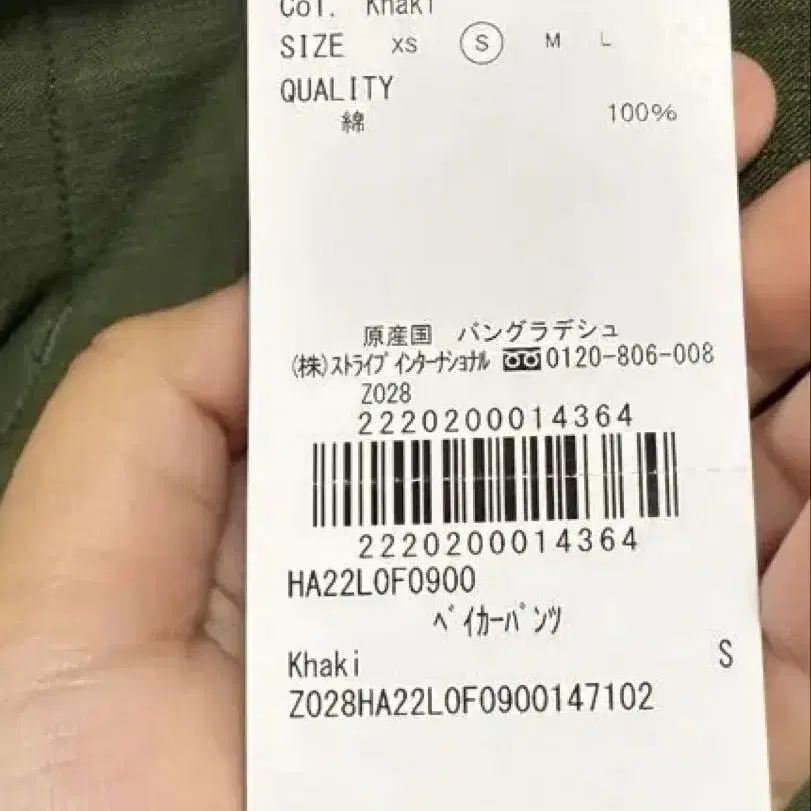 Col. Khaki
SIZE XS S M L
QUALITY
綿 100%
原産国 バングラデシュ
(株)ストライプインターナショナル 0120-806-008
Z028
2220200014364
2220200014364
HA22L0F0900
ベイカーパンツ
Khaki S
Z028HA22L0F0900147102